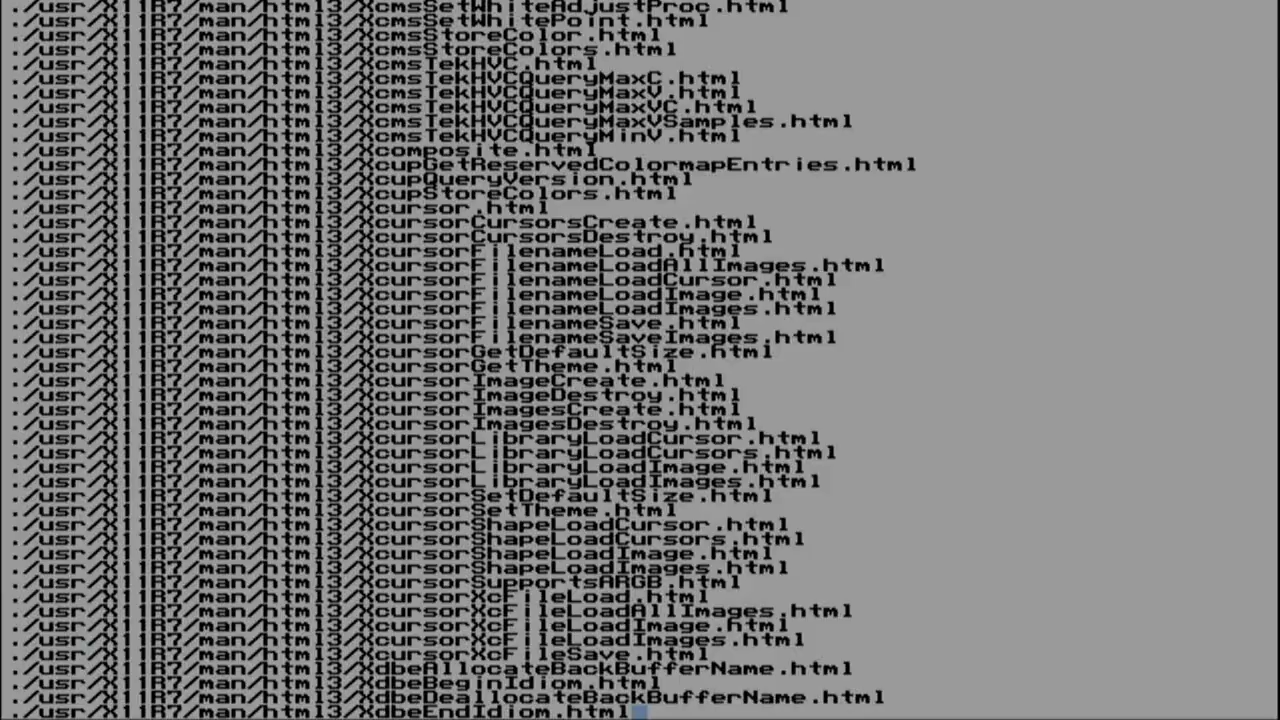 ./usr/X11R7/man/html3/XcmsSetWhiteAdjustProc.html
./usr/X11R7/man/html3/XcmsSetWhitePoint.html
./usr/X11R7/man/html3/XcmsStoreColor.html
./usr/X11R7/man/html3/XcmsStoreColors.html
./usr/X11R7/man/html3/XcmsTekHVC.html
./usr/X11R7/man/html3/XcmsTekHVCQueryMaxC.html
./usr/X11R7/man/html3/XcmsTekHVCQueryMaxV.html
./usr/X11R7/man/html3/XcmsTekHVCQueryMaxVC.html
./usr/X11R7/man/html3/XcmsTekHVCQueryMaxVSamples.html
./usr/X11R7/man/html3/XcmsTekHVCQueryMinV.html
./usr/X11R7/man/html3/Xcomposite.html
./usr/X11R7/man/html3/XcupGetReservedColormapEntries.html
./usr/X11R7/man/html3/XcupQueryVersion.html
./usr/X11R7/man/html3/XcupStoreColors.html
./usr/X11R7/man/html3/Xcursor.html
./usr/X11R7/man/html3/XcursorCursorsCreate.html
./usr/X11R7/man/html3/XcursorCursorsDestroy.html
./usr/X11R7/man/html3/XcursorFilenameLoad.html
./usr/X11R7/man/html3/XcursorFilenameLoadAllImages.html
./usr/X11R7/man/html3/XcursorFilenameLoadCursor.html
./usr/X11R7/man/html3/XcursorFilenameLoadImage.html
./usr/X11R7/man/html3/XcursorFilenameLoadImages.html
./usr/X11R7/man/html3/XcursorFilenameSave.html
./usr/X11R7/man/html3/XcursorFilenameSaveImages.html
./usr/X11R7/man/html3/XcursorGetDefaultSize.html
./usr/X11R7/man/html3/XcursorGetTheme.html
./usr/X11R7/man/html3/XcursorImageCreate.html
./usr/X11R7/man/html3/XcursorImageDestroy.html
./usr/X11R7/man/html3/XcursorImagesCreate.html
./usr/X11R7/man/html3/XcursorImagesDestroy.html
./usr/X11R7/man/html3/XcursorLibraryLoadCursor.html
./usr/X11R7/man/html3/XcursorLibraryLoadCursors.html
./usr/X11R7/man/html3/XcursorLibraryLoadImage.html
./usr/X11R7/man/html3/XcursorLibraryLoadImages.html
./usr/X11R7/man/html3/XcursorSetDefaultSize.html
./usr/X11R7/man/html3/XcursorSetTheme.html
./usr/X11R7/man/html3/XcursorShapeLoadCursor.html
./usr/X11R7/man/html3/XcursorShapeLoadCursors.html
./usr/X11R7/man/html3/XcursorShapeLoadImage.html
./usr/X11R7/man/html3/XcursorShapeLoadImages.html
./usr/X11R7/man/html3/XcursorSupportsARGB.html
./usr/X11R7/man/html3/XcursorXcFileLoad.html
./usr/X11R7/man/html3/XcursorXcFileLoadAllImages.html
./usr/X11R7/man/html3/XcursorXcFileLoadImage.html
./usr/X11R7/man/html3/XcursorXcFileLoadImages.html
./usr/X11R7/man/html3/XcursorXcFileSave.html
./usr/X11R7/man/html3/XdbeAllocateBackBufferName.html
./usr/X11R7/man/html3/XdbeBeginIdiom.html
./usr/X11R7/man/html3/XdbeDeallocateBackBufferName.html
./usr/X11R7/man/html3/XdbeEndIdiom.html